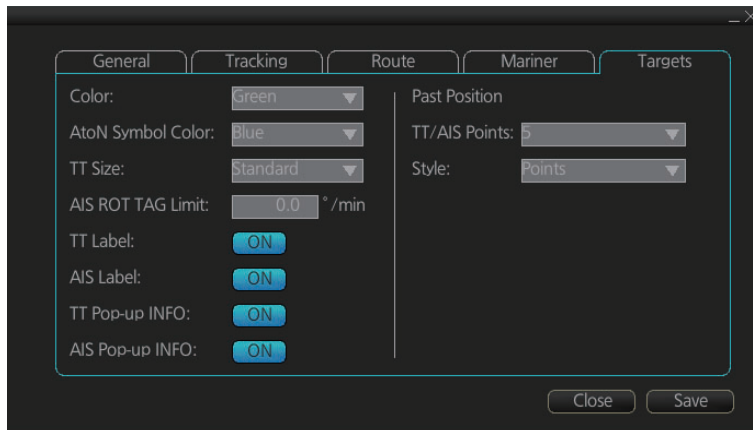 General Tracking Route Mariner Targets
Color: Green
AtoN Symbol Color: Blue
TT Size: Standard
AIS ROT TAG Limit: 0.0 °/min
TT Label: ON
AIS Label: ON
TT Pop-up INFO: ON
AIS Pop-up INFO: ON
Past Position
TT/AIS Points: 5
Style: Points
Close Save